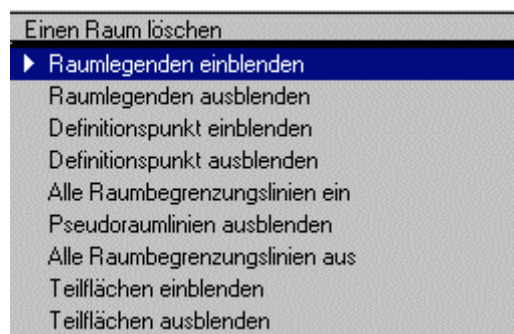 Einen Raum löschen
Raumlegenden einblenden
Raumlegenden ausblenden
Definitionspunkt einblenden
Definitionspunkt ausblenden
Alle Raumbegrenzungslinien ein
Pseudoraumlinien ausblenden
Alle Raumbegrenzungslinien aus
Teilflächen einblenden
Teilflächen ausblenden